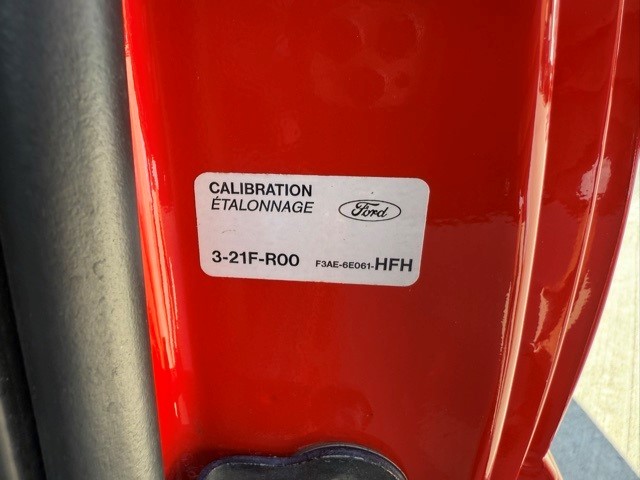 CALIBRATION
ÉTALONNAGE
Ford
3-21F-R00 F3AE-6E061-HFH